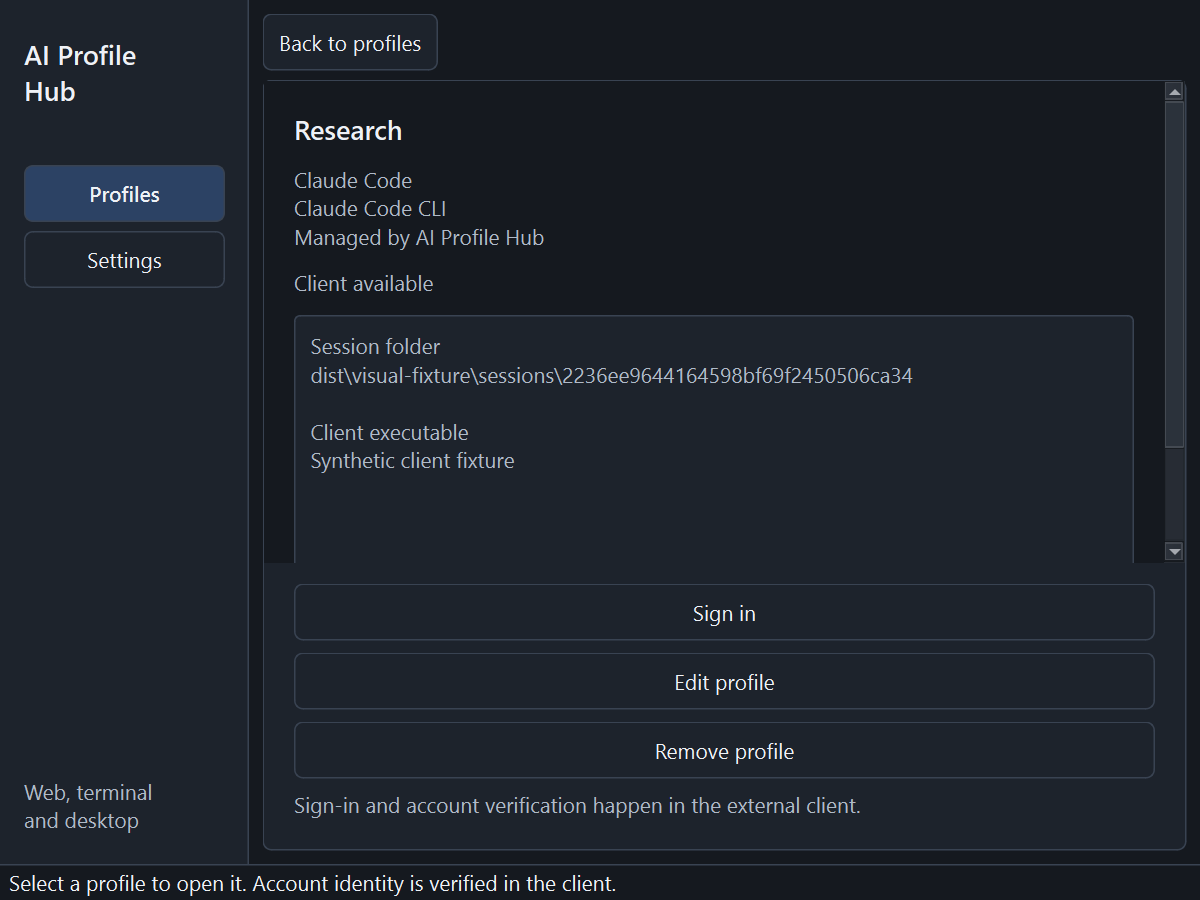 AI Profile
Hub
Profiles
Settings
Web, terminal
and desktop
Back to profiles
Research
Claude Code
Claude Code CLI
Managed by AI Profile Hub
Client available
Session folder
dist\visual-fixture\sessions\2236ee9644164598bf69f2450506ca34
Client executable
Synthetic client fixture
Sign in
Edit profile
Remove profile
Sign-in and account verification happen in the external client.
Select a profile to open it. Account identity is verified in the client.